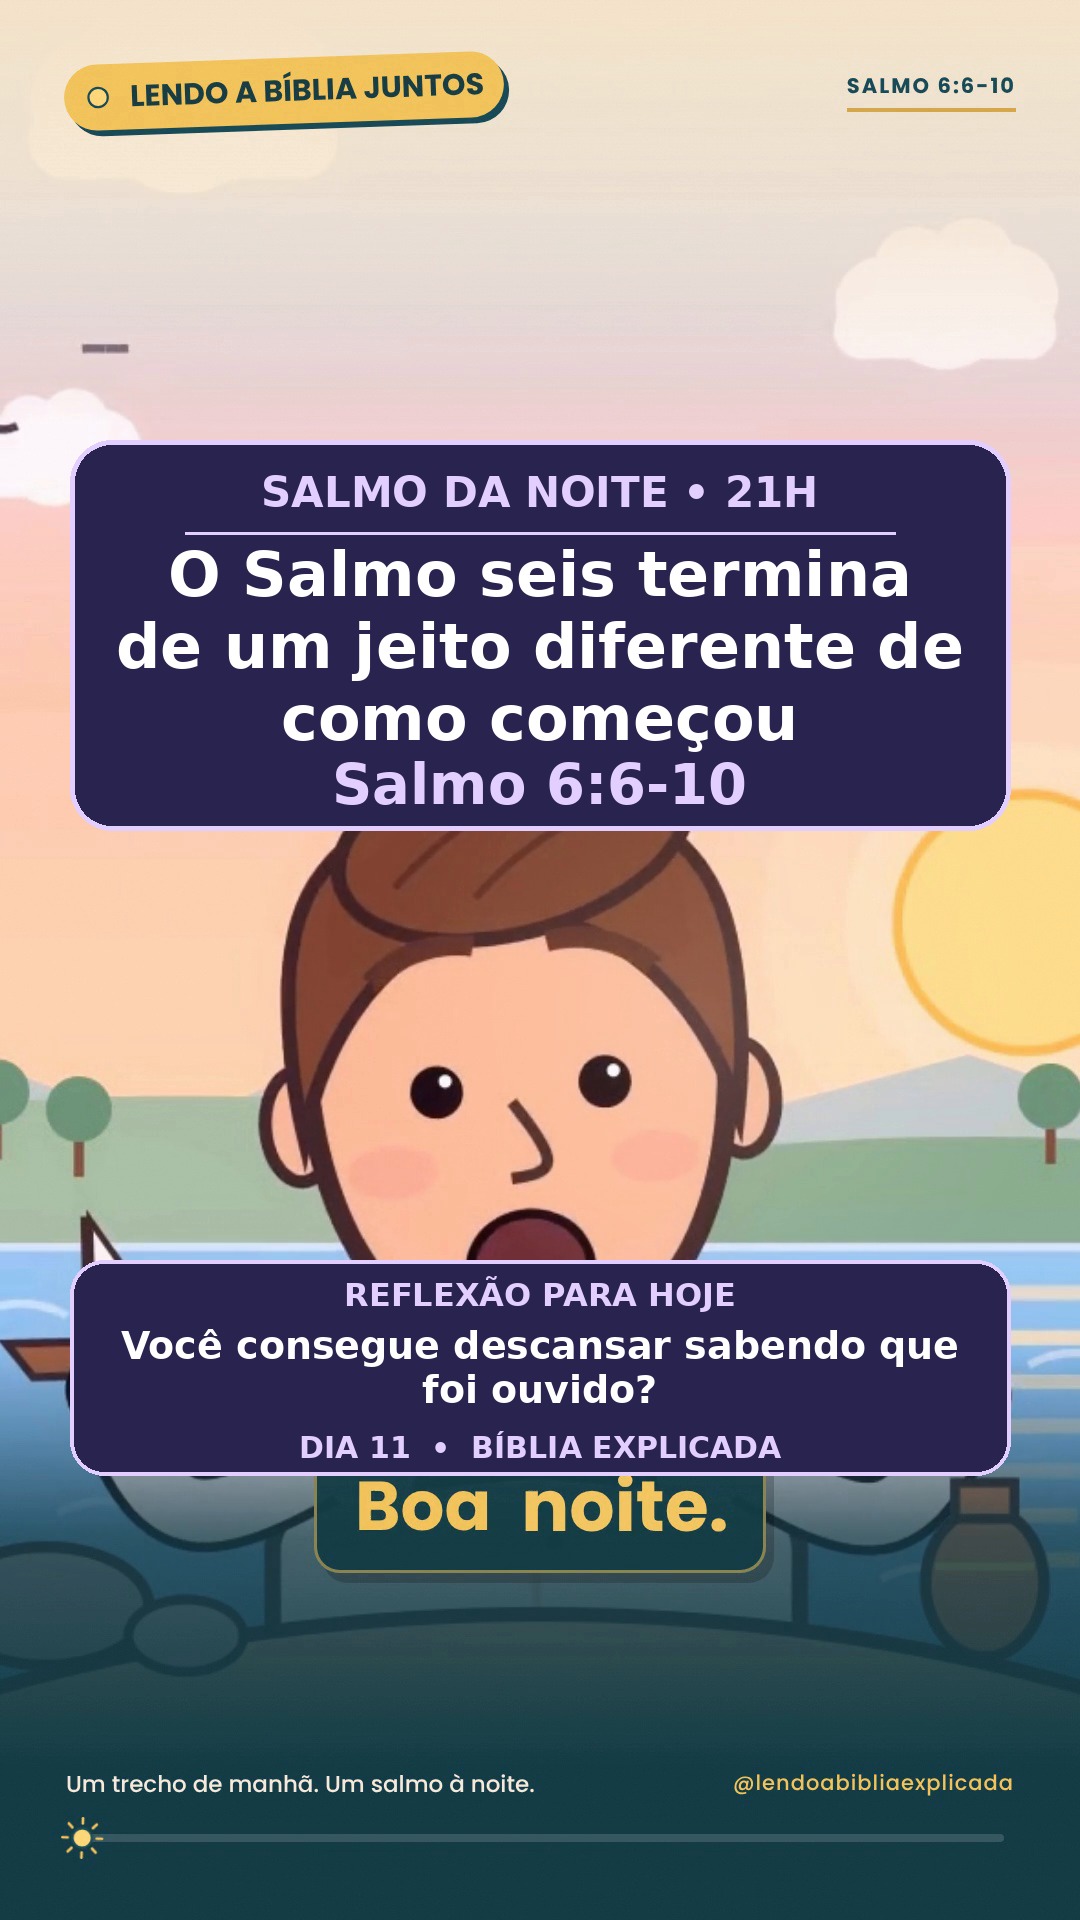 LENDO A BÍBLIA JUNTOS
SALMO 6:6-10
SALMO DA NOITE • 21H
O Salmo seis termina
de um jeito diferente de
como começou
Salmo 6:6-10
REFLEXÃO PARA HOJE
Você consegue descansar sabendo que
foi ouvido?
DIA 11 • BÍBLIA EXPLICADA
Boa noite.
Um trecho de manhã. Um salmo à noite.
@lendoabibliaexplicada